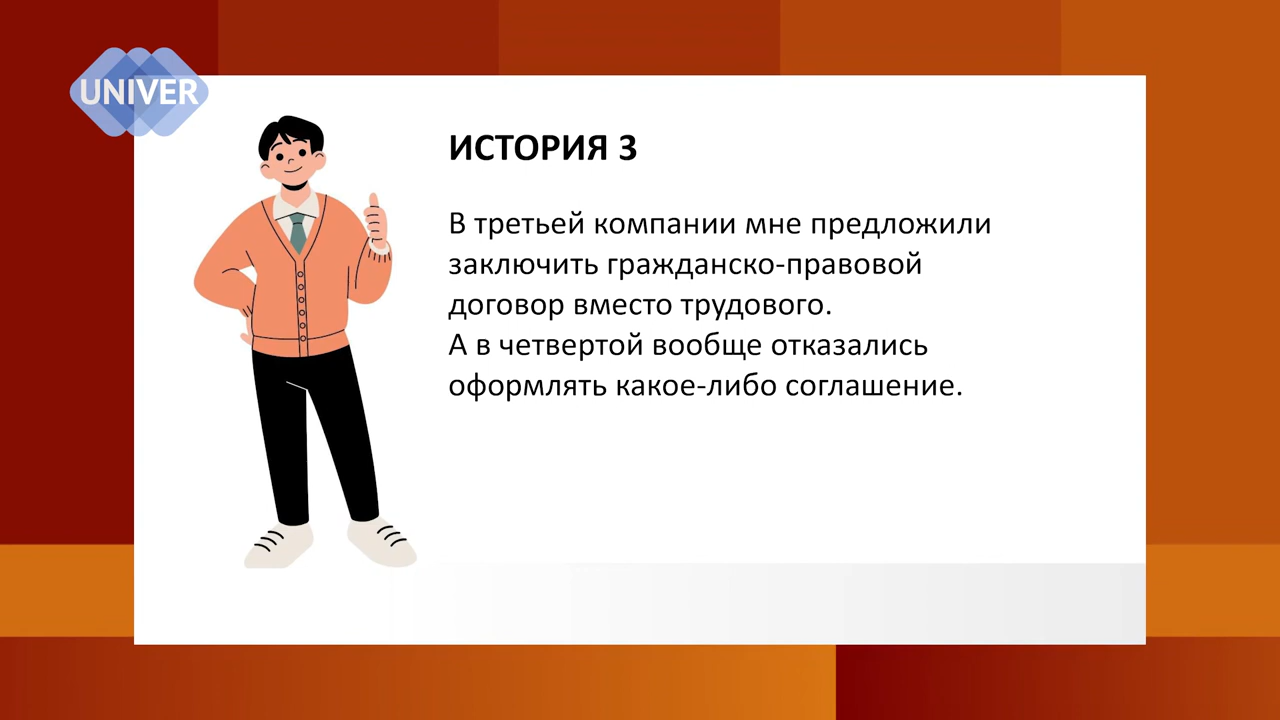 UNIVER
ИСТОРИЯ 3
В третьей компании мне предложили
заключить гражданско-правовой
договор вместо трудового.
А в четвертой вообще отказались
оформлять какое-либо соглашение.